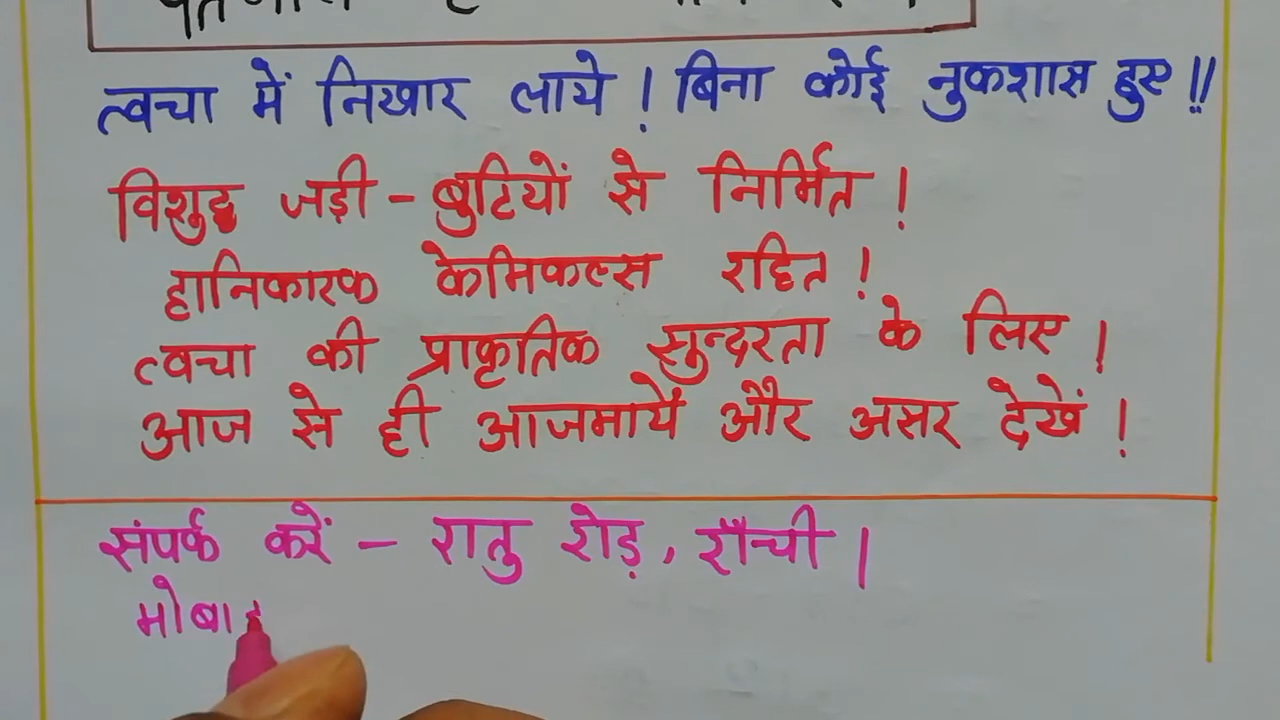 त्वचा में निखार लाये ! बिना कोई नुकशास हुए !!
विशुद्ध जड़ी - बुटियों से निर्मित !
हानिकारक केमिकल्स रहित !
त्वचा की प्राकृतिक सुन्दरता के लिए !
आज से ही आजमायें और असर देखें !
संपर्क करें - रातु रोड़, राँची |
मोबा